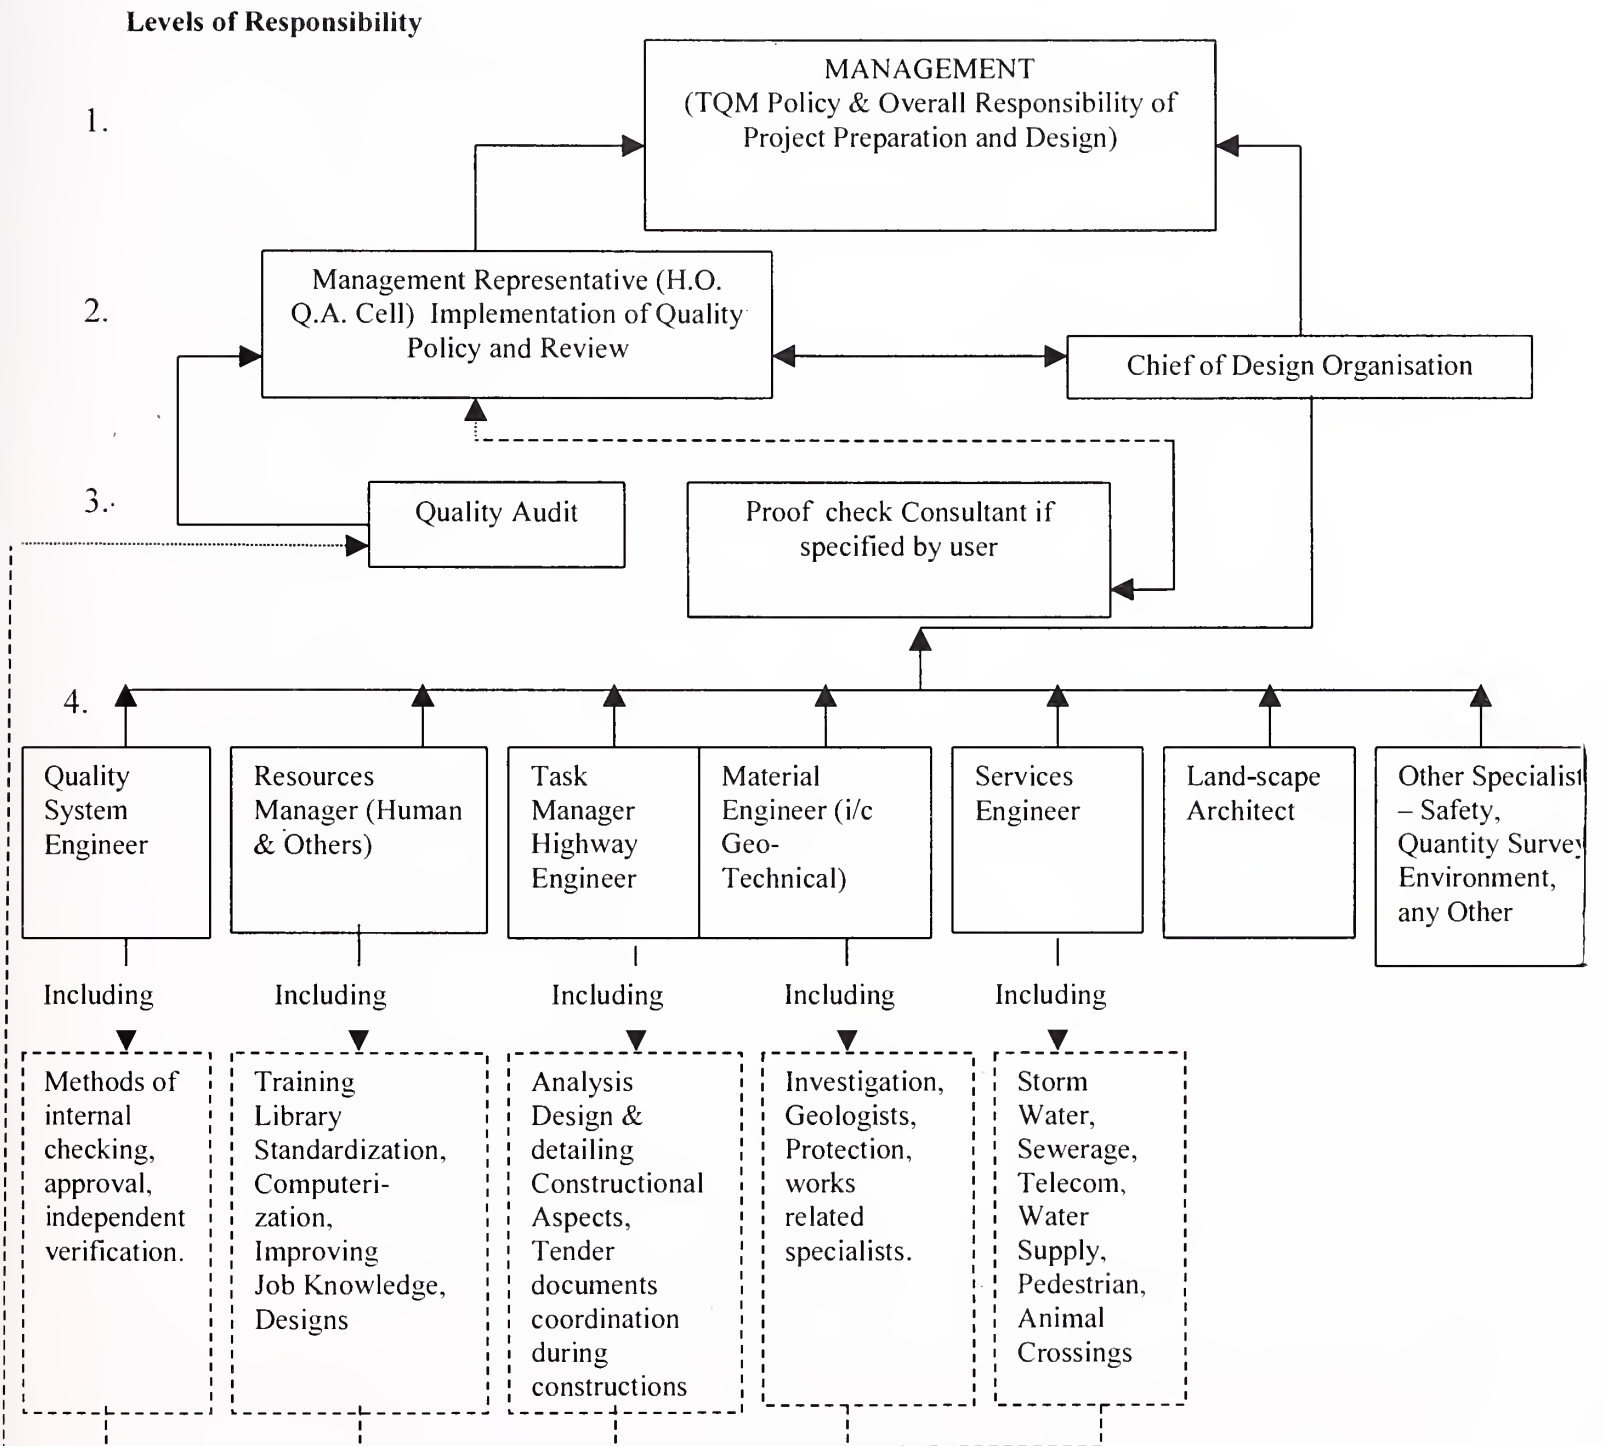 Levels of Responsibility
1.
MANAGEMENT
(TQM Policy & Overall Responsibility of
Project Preparation and Design)
2.
Management Representative (H.O.
Q.A. Cell) Implementation of Quality
Policy and Review
Chief of Design Organisation
3.
Quality Audit
Proof check Consultant if
specified by user
4.
Quality
System
Engineer
Resources
Manager (Human
& Others)
Task
Manager
Highway
Engineer
Material
Engineer (i/c
Geo-
Technical)
Services
Engineer
Land-scape
Architect
Other Specialist
– Safety,
Quantity Survey
Environment,
any Other
Including
Including
Including
Including
Including
Methods of
internal
checking,
approval,
independent
verification.
Training
Library
Standardization,
Computeri-
zation,
Improving
Job Knowledge,
Designs
Analysis
Design &
detailing
Constructional
Aspects,
Tender
documents
coordination
during
constructions
Investigation,
Geologists,
Protection,
works
related
specialists.
Storm
Water,
Sewerage,
Telecom,
Water
Supply,
Pedestrian,
Animal
Crossings